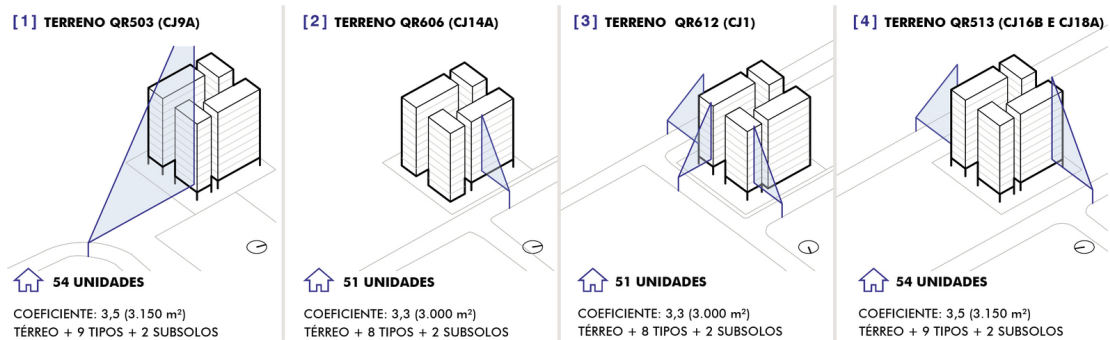 [1] TERRENO QR503 (CJ9A)
54 UNIDADES
COEFICIENTE: 3,5 (3.150 m²)
TÉRREO + 9 TIPOS + 2 SUBSOLOS
[2] TERRENO QR606 (CJ14A)
51 UNIDADES
COEFICIENTE: 3,3 (3.000 m²)
TÉRREO + 8 TIPOS + 2 SUBSOLOS
[3] TERRENO QR612 (CJ1)
51 UNIDADES
COEFICIENTE: 3,3 (3.000 m²)
TÉRREO + 8 TIPOS + 2 SUBSOLOS
[4] TERRENO QR513 (CJ16B E CJ18A)
54 UNIDADES
COEFICIENTE: 3,5 (3.150 m²)
TÉRREO + 9 TIPOS + 2 SUBSOLOS